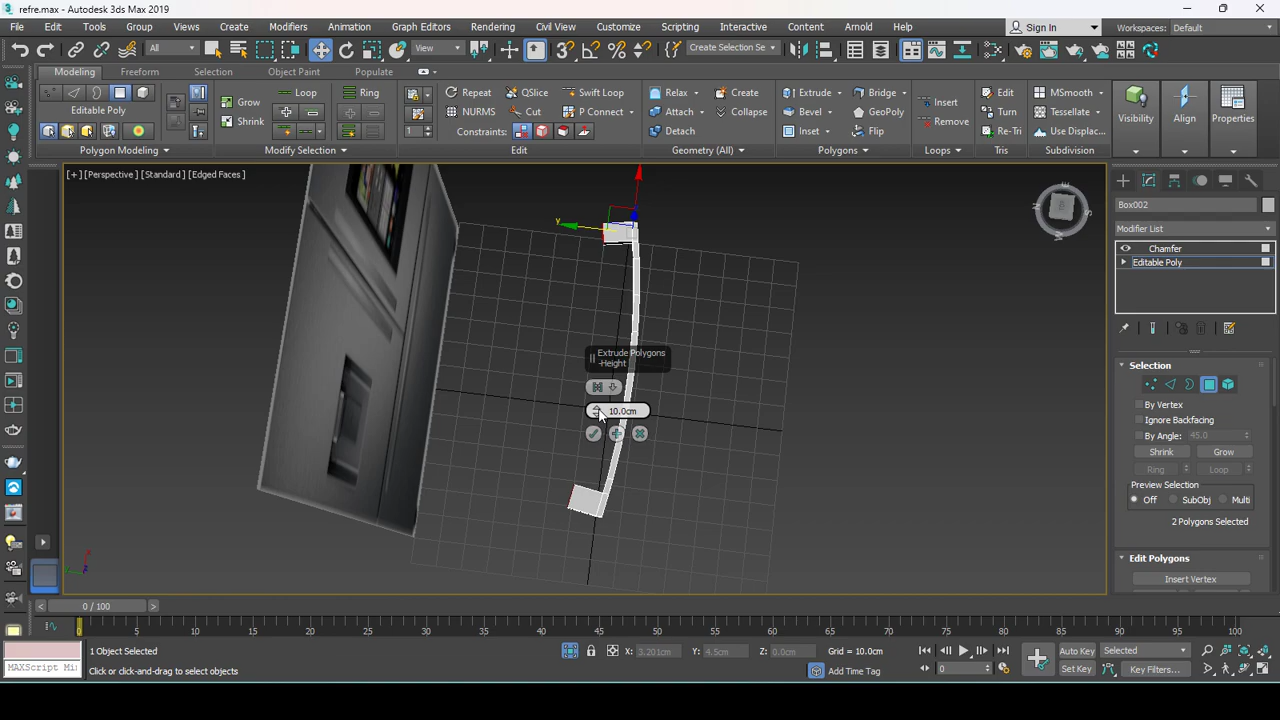 refre.max - Autodesk 3ds Max 2019
File Edit Tools Group Views Create Modifiers Animation Graph Editors Rendering Civil View Customize Scripting Interactive Content Arnold Help
Sign In Workspaces: Default
All View Create Selection Se
Modeling Freeform Selection Object Paint Populate
Editable Poly
Grow Shrink
Loop Ring
1
Repeat QSlice Swift Loop
NURMS Cut P Connect
Constraints:
Relax Create
Attach Collapse
Detach
Extrude Bridge
Bevel GeoPoly
Inset Flip
Insert
Remove
Edit
Turn
Re-Tri
MSmooth
Tessellate
Use Displac...
Visibility Align Properties
Polygon Modeling Modify Selection Edit Geometry (All) Polygons Loops Tris Subdivision
[+] [Perspective] [Standard] [Edged Faces]
y
Extrude Polygons
-Height
10.0cm
Box002
Modifier List
Chamfer
Editable Poly
Selection
By Vertex
Ignore Backfacing
By Angle: 45.0
Shrink Grow
Ring Loop
Preview Selection
Off SubObj Multi
2 Polygons Selected
Edit Polygons
Insert Vertex
0 / 100
0 5 10 15 20 25 30 35 40 45 50 55 60 65 70 75 80 85 90 95 100
MAXScript Mi:
1 Object Selected
Click or click-and-drag to select objects
X: 3.201cm Y: 4.5cm Z: 0.0cm Grid = 10.0cm
Add Time Tag
0
Auto Key Selected
Set Key Key Filters...